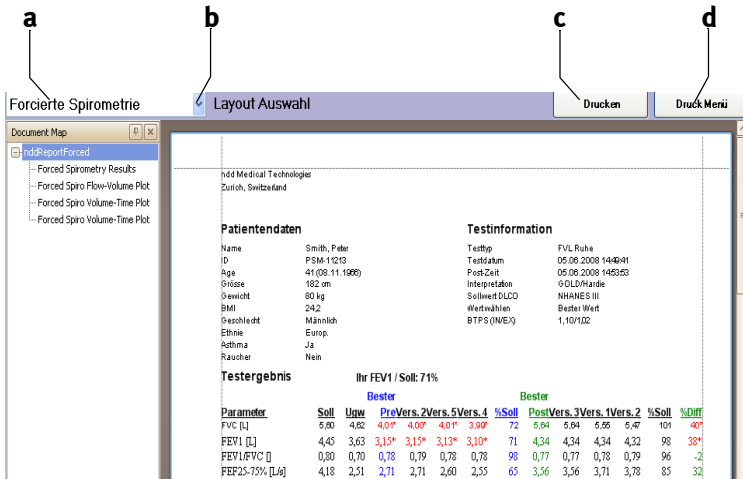 a b c d
Forcierte Spirometrie Layout Auswahl Drucken Druck Menü
Document Map
nddReportForced
Forced Spirometry Results
Forced Spiro Flow-Volume Plot
Forced Spiro Volume-Time Plot
Forced Spiro Volume-Time Plot
ndd Medical Technologies
Zurich, Switzerland
Patientendaten Testinformation
Name Smith, Peter Testtyp FVL Ruhe
ID PSM-11213 Testdatum 05.06.2008 14:49:41
Age 41 (08.11.1966) Post-Zeit 05.06.2008 14:53:53
Grösse 182 cm Interpretation GOLD/Hardie
Gewicht 80 kg Sollwert DLCO NHANES III
BMI 24,2 Wert wählen Bester Wert
Geschlecht Männlich BTPS (IN/EX) 1,10/1,02
Ethnie Europ.
Asthma Ja
Raucher Nein
Testergebnis Ihr FEV1 / Soll: 71%
Bester Bester
Parameter Soll Ugw Pre Vers. 2 Vers. 5 Vers. 4 %Soll Post Vers. 3 Vers. 1 Vers. 2 %Soll %Diff
FVC [L] 5,60 4,62 4,01* 4,00* 4,01* 3,99* 72 5,64 5,64 5,55 5,47 101 40*
FEV1 [L] 4,45 3,63 3,15* 3,15* 3,13* 3,10* 71 4,34 4,34 4,34 4,32 98 38*
FEV1/FVC [] 0,80 0,70 0,78 0,79 0,78 0,78 98 0,77 0,77 0,78 0,79 96 -2
FEF25-75% [L/s] 4,18 2,51 2,71 2,71 2,60 2,55 65 3,56 3,56 3,71 3,78 85 32